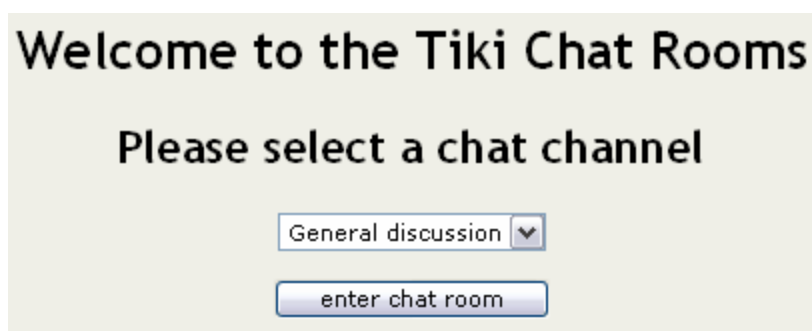 Welcome to the Tiki Chat Rooms
Please select a chat channel
General discussion
enter chat room